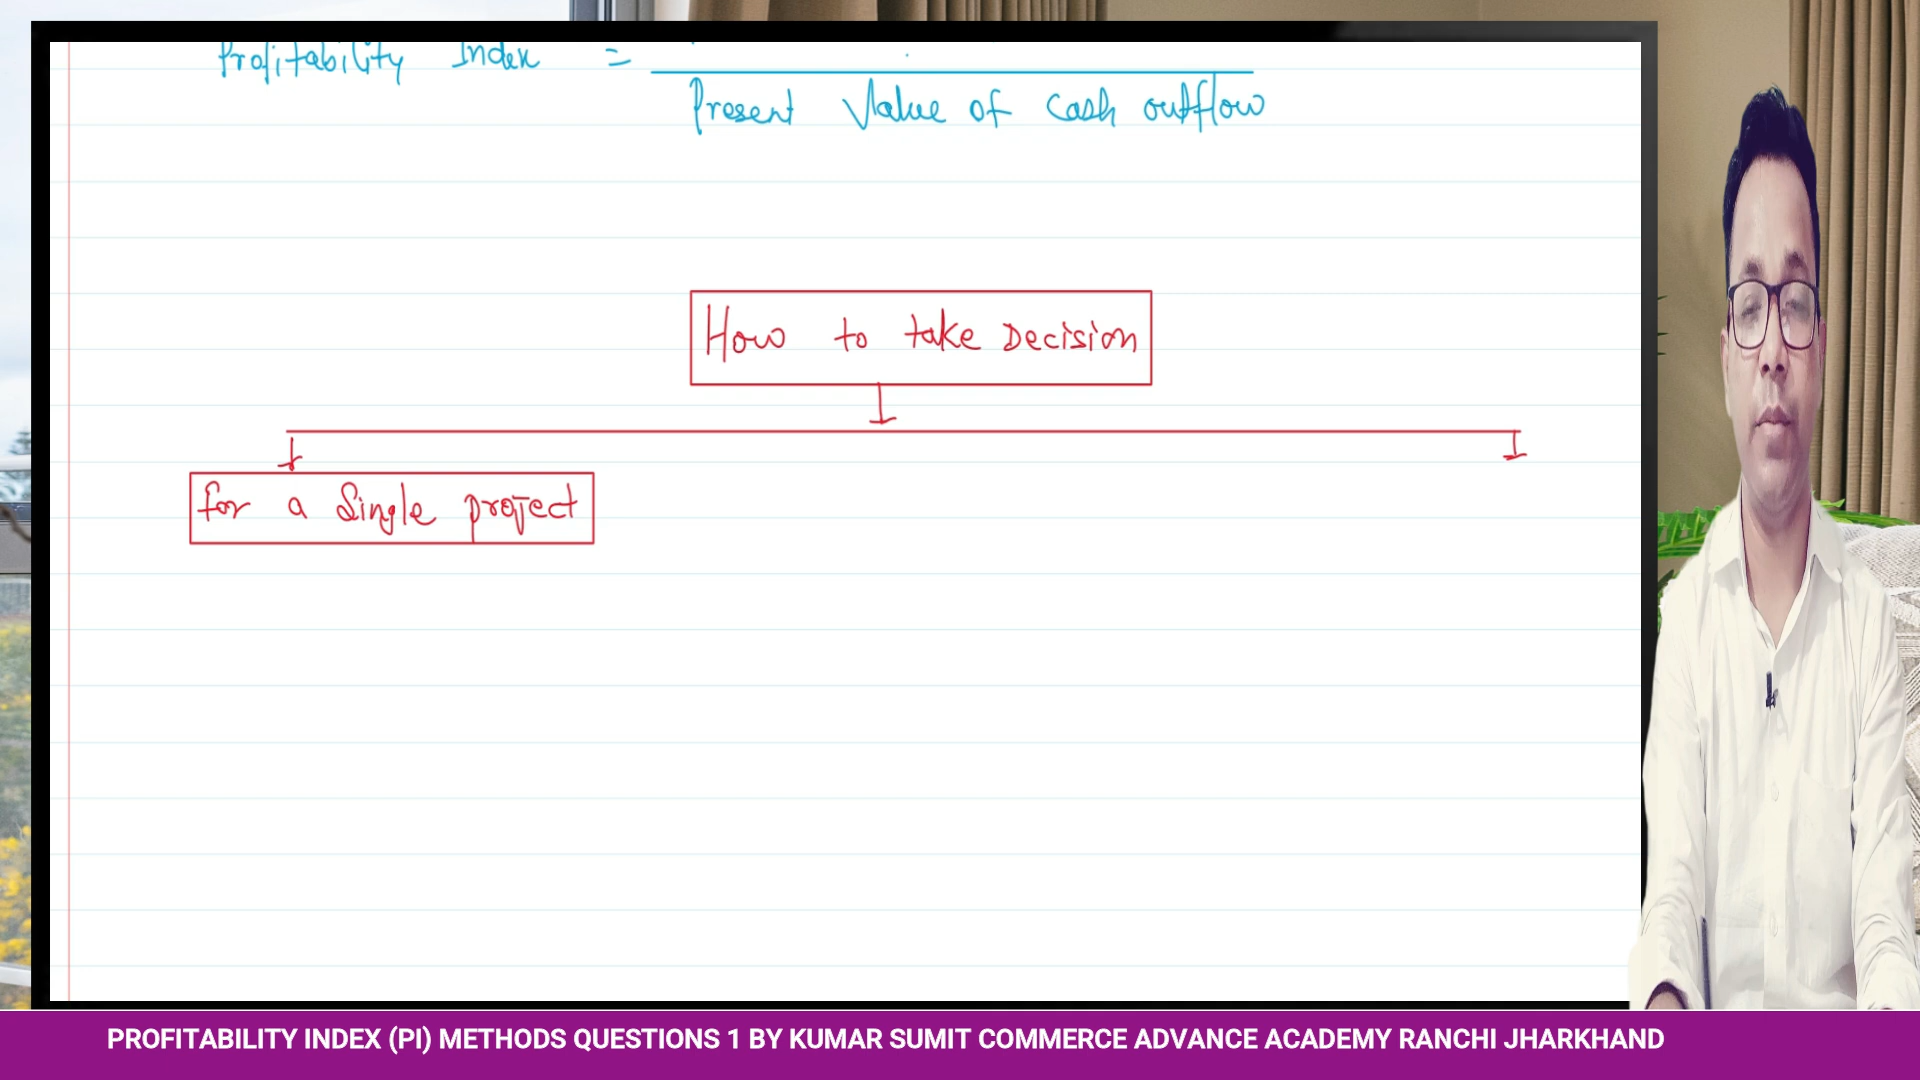 Profitability Index =
Present Value of Cash outflow
How to take Decision
for a Single project
PROFITABILITY INDEX (PI) METHODS QUESTIONS 1 BY KUMAR SUMIT COMMERCE ADVANCE ACADEMY RANCHI JHARKHAND